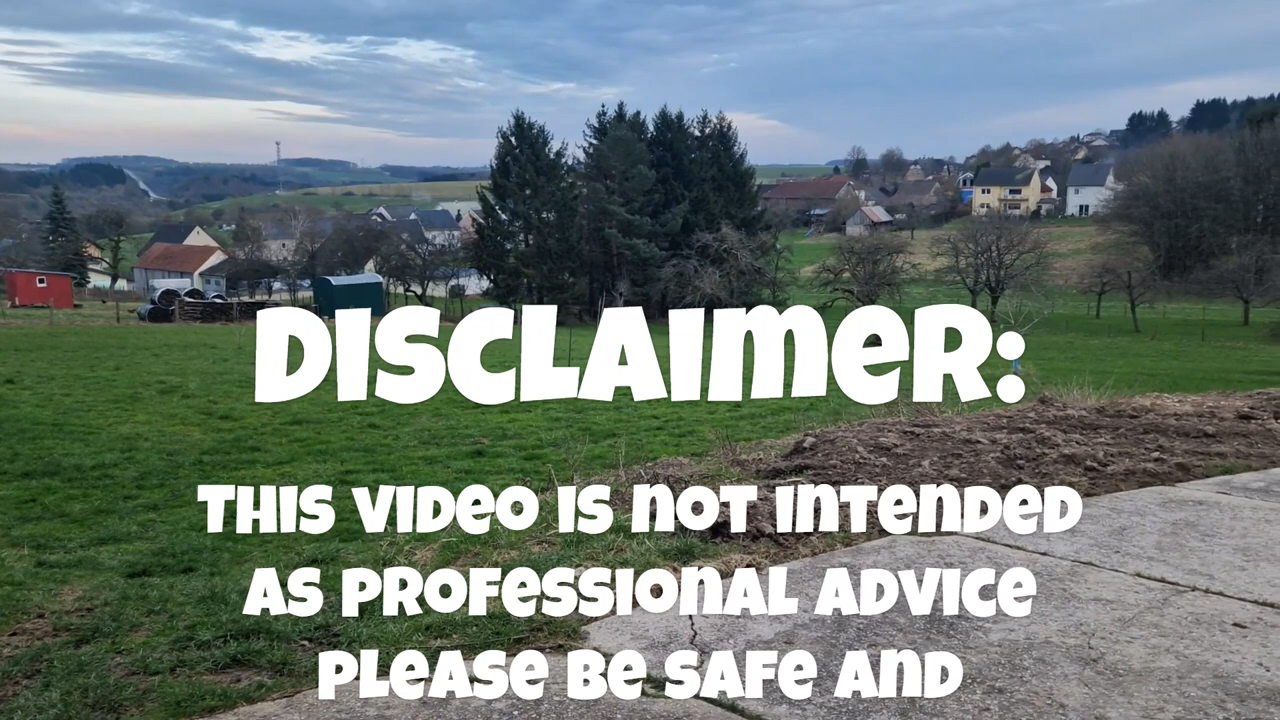 DISCLAIMER:
THIS VIDEO IS NOT INTENDED
AS PROFESSIONAL ADVICE
PLEASE BE SAFE AND